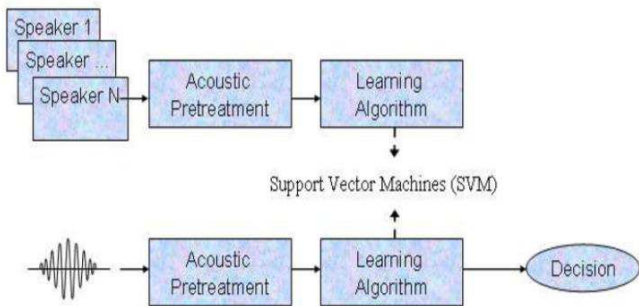 Speaker 1
Speaker ...
Speaker N
Acoustic
Pretreatment
Learning
Algorithm
Support Vector Machines (SVM)
Acoustic
Pretreatment
Learning
Algorithm
Decision